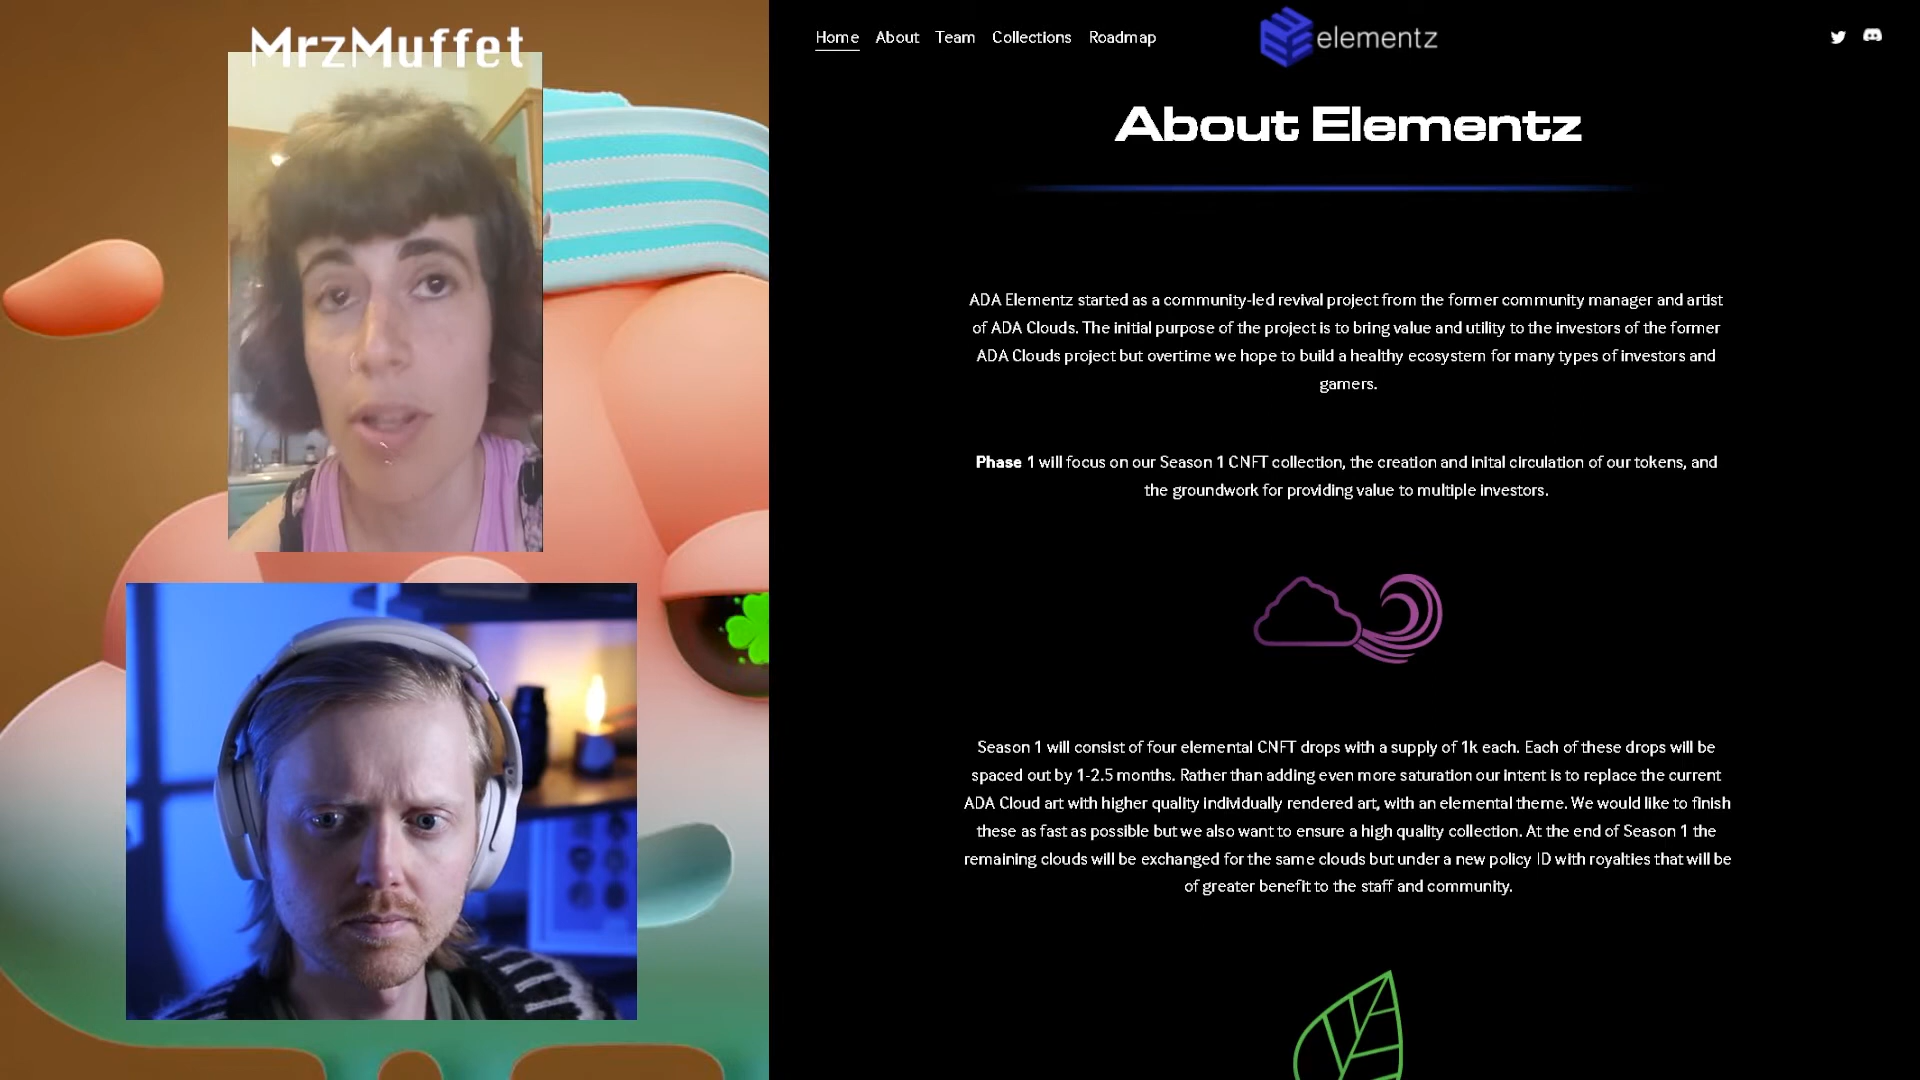 MrzMuffet
Home About Team Collections Roadmap
elementz
About Elementz
ADA Elementz started as a community-led revival project from the former community manager and artist
of ADA Clouds. The initial purpose of the project is to bring value and utility to the investors of the former
ADA Clouds project but overtime we hope to build a healthy ecosystem for many types of investors and
gamers.
Phase 1 will focus on our Season 1 CNFT collection, the creation and inital circulation of our tokens, and
the groundwork for providing value to multiple investors.
Season 1 will consist of four elemental CNFT drops with a supply of 1k each. Each of these drops will be
spaced out by 1-2.5 months. Rather than adding even more saturation our intent is to replace the current
ADA Cloud art with higher quality individually rendered art, with an elemental theme. We would like to finish
these as fast as possible but we also want to ensure a high quality collection. At the end of Season 1 the
remaining clouds will be exchanged for the same clouds but under a new policy ID with royalties that will be
of greater benefit to the staff and community.